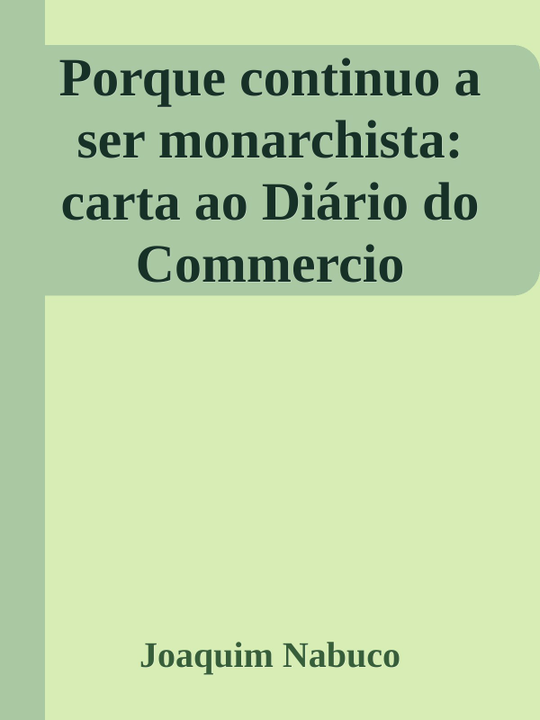 Porque continuo a
ser monarchista:
carta ao Diário do
Commercio
Joaquim Nabuco